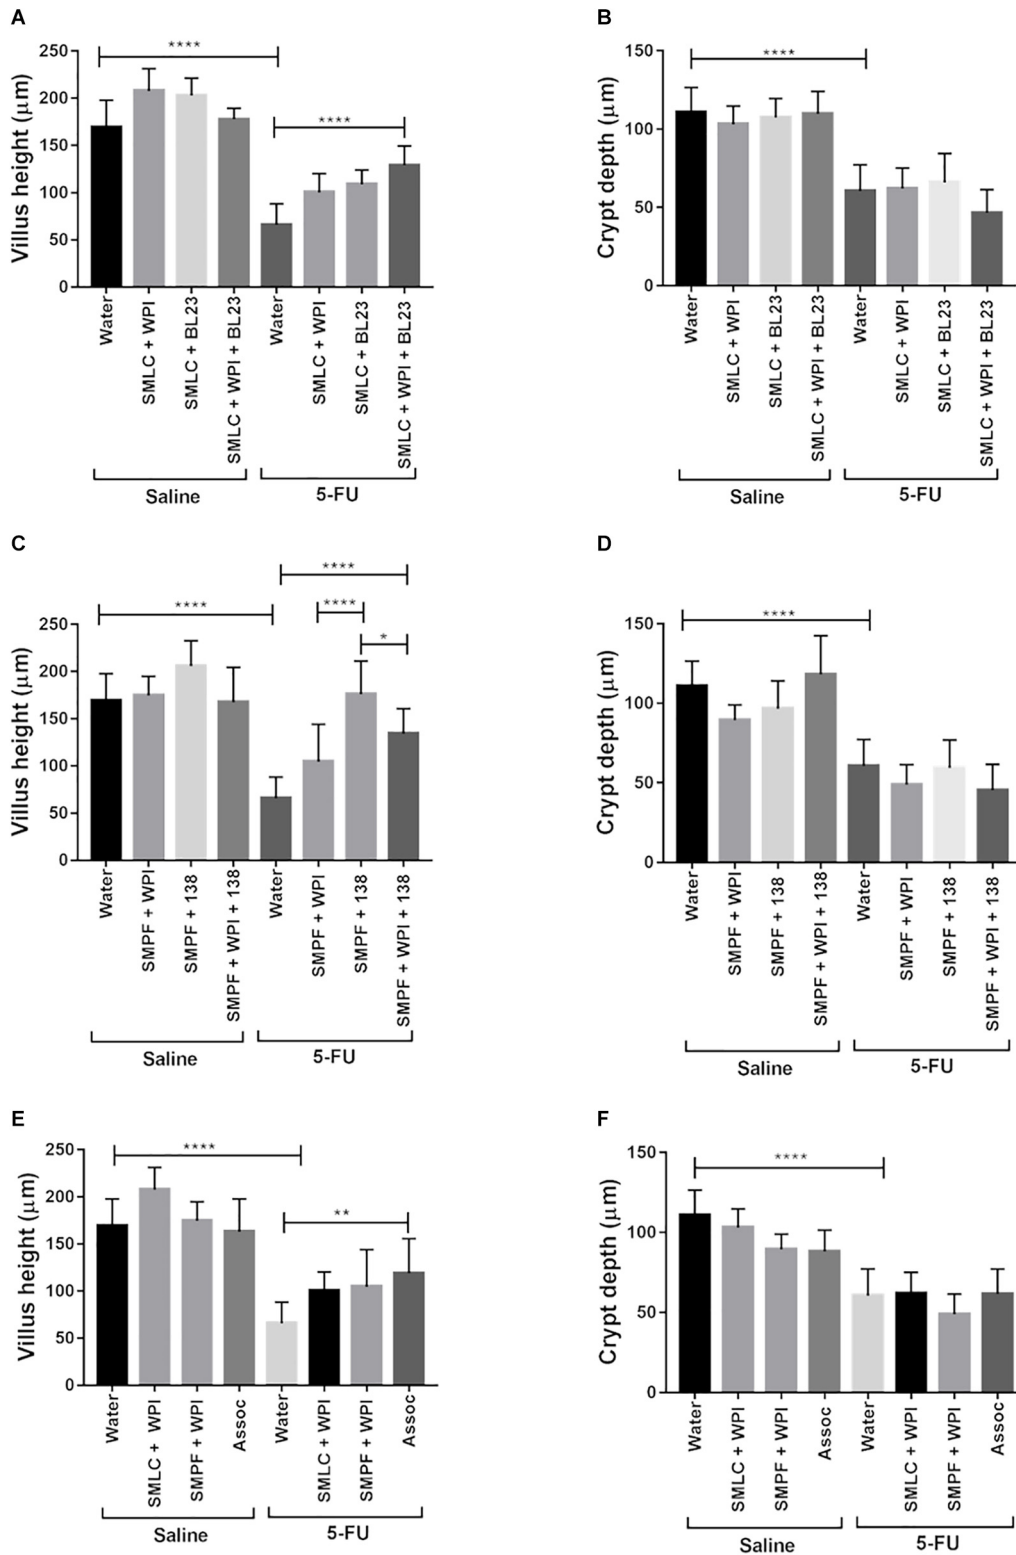 A
Villus height (µm)
250
200
150
100
50
0
****
****
Water
SMLC + WPI
SMLC + BL23
SMLC + WPI + BL23
Water
SMLC + WPI
SMLC + BL23
SMLC + WPI + BL23
Saline
5-FU
B
Crypt depth (µm)
150
100
50
0
****
Water
SMLC + WPI
SMLC + BL23
SMLC + WPI + BL23
Water
SMLC + WPI
SMLC + BL23
SMLC + WPI + BL23
Saline
5-FU
C
Villus height (µm)
250
200
150
100
50
0
****
****
****
*
Water
SMPF + WPI
SMPF + 138
SMPF + WPI + 138
Water
SMPF + WPI
SMPF + 138
SMPF + WPI + 138
Saline
5-FU
D
Crypt depth (µm)
150
100
50
0
****
Water
SMPF + WPI
SMPF + 138
SMPF + WPI + 138
Water
SMPF + WPI
SMPF + 138
SMPF + WPI + 138
Saline
5-FU
E
Villus height (µm)
250
200
150
100
50
0
****
**
Water
SMLC + WPI
SMPF + WPI
Assoc
Water
SMLC + WPI
SMPF + WPI
Assoc
Saline
5-FU
F
Crypt depth (µm)
150
100
50
0
****
Water
SMLC + WPI
SMPF + WPI
Assoc
Water
SMLC + WPI
SMPF + WPI
Assoc
Saline
5-FU